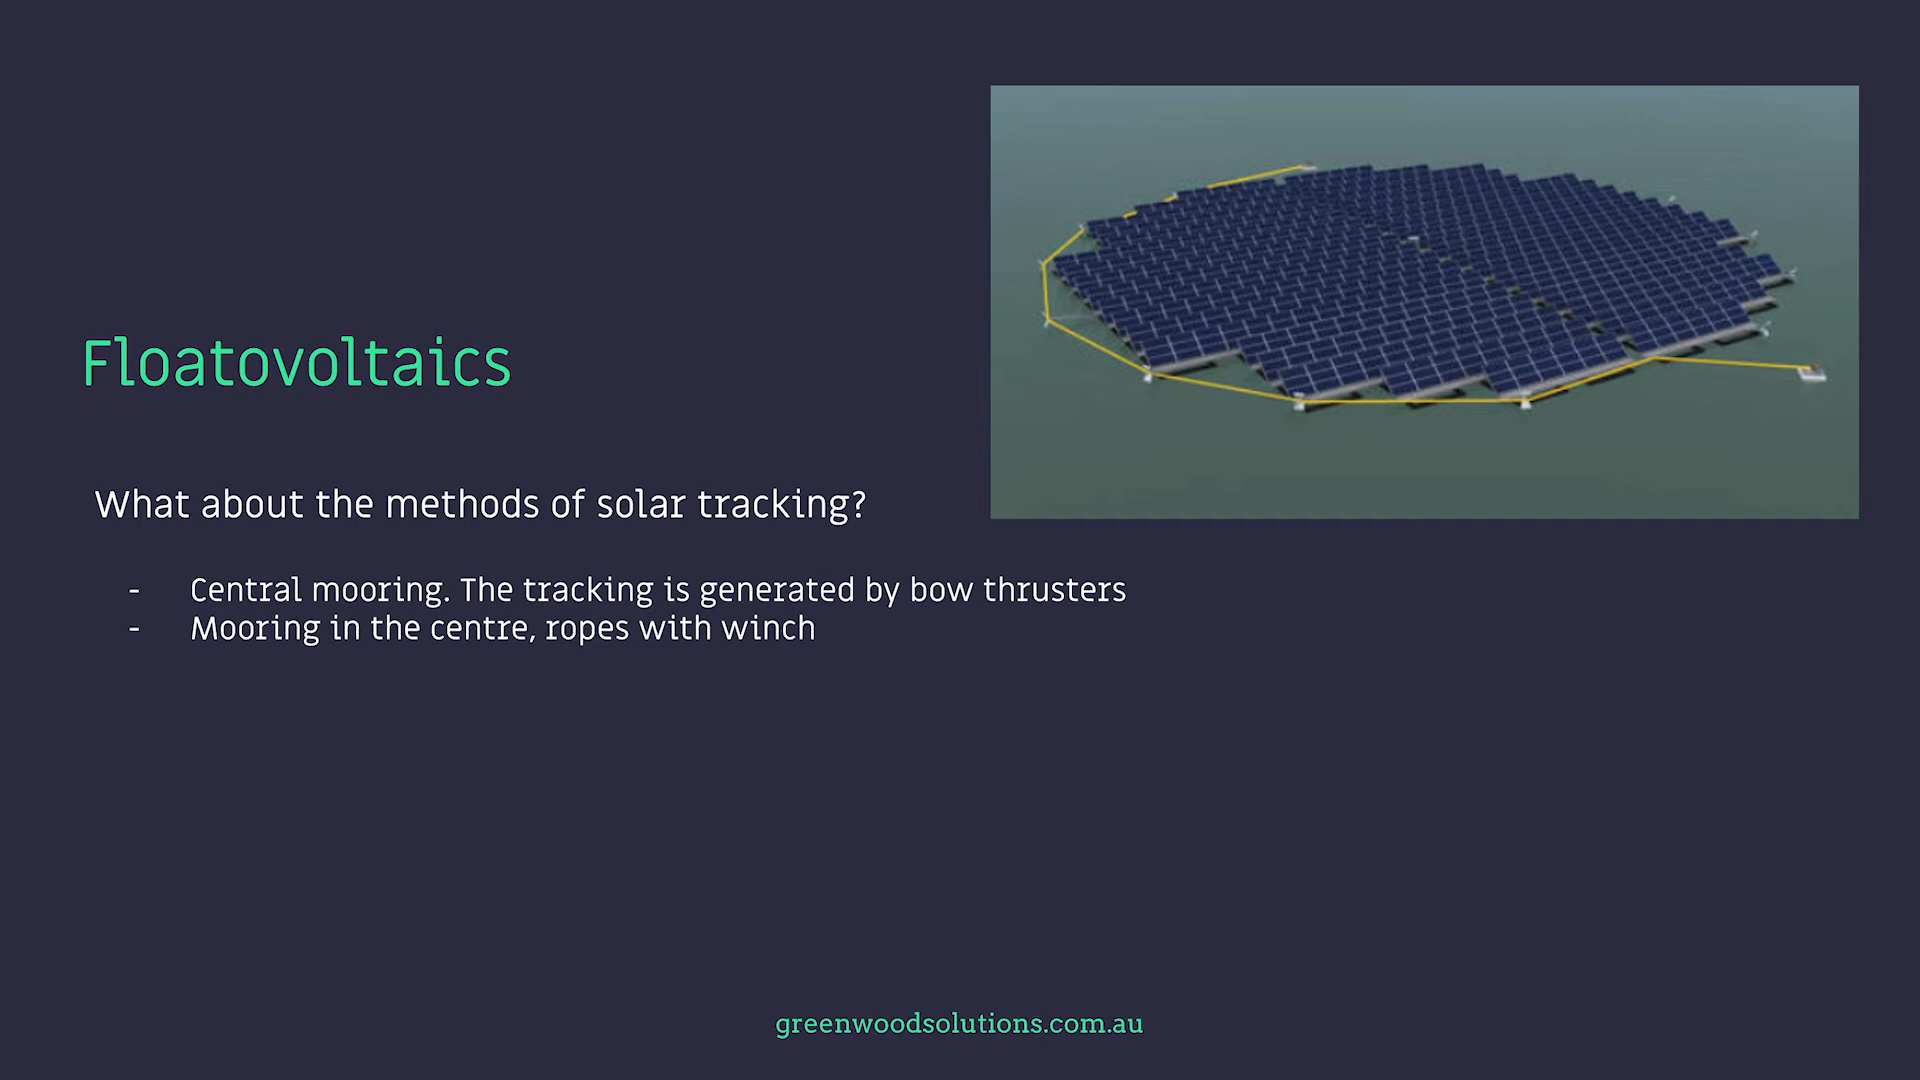 Floatovoltaics
What about the methods of solar tracking?
- Central mooring. The tracking is generated by bow thrusters
- Mooring in the centre, ropes with winch
greenwoodsolutions.com.au